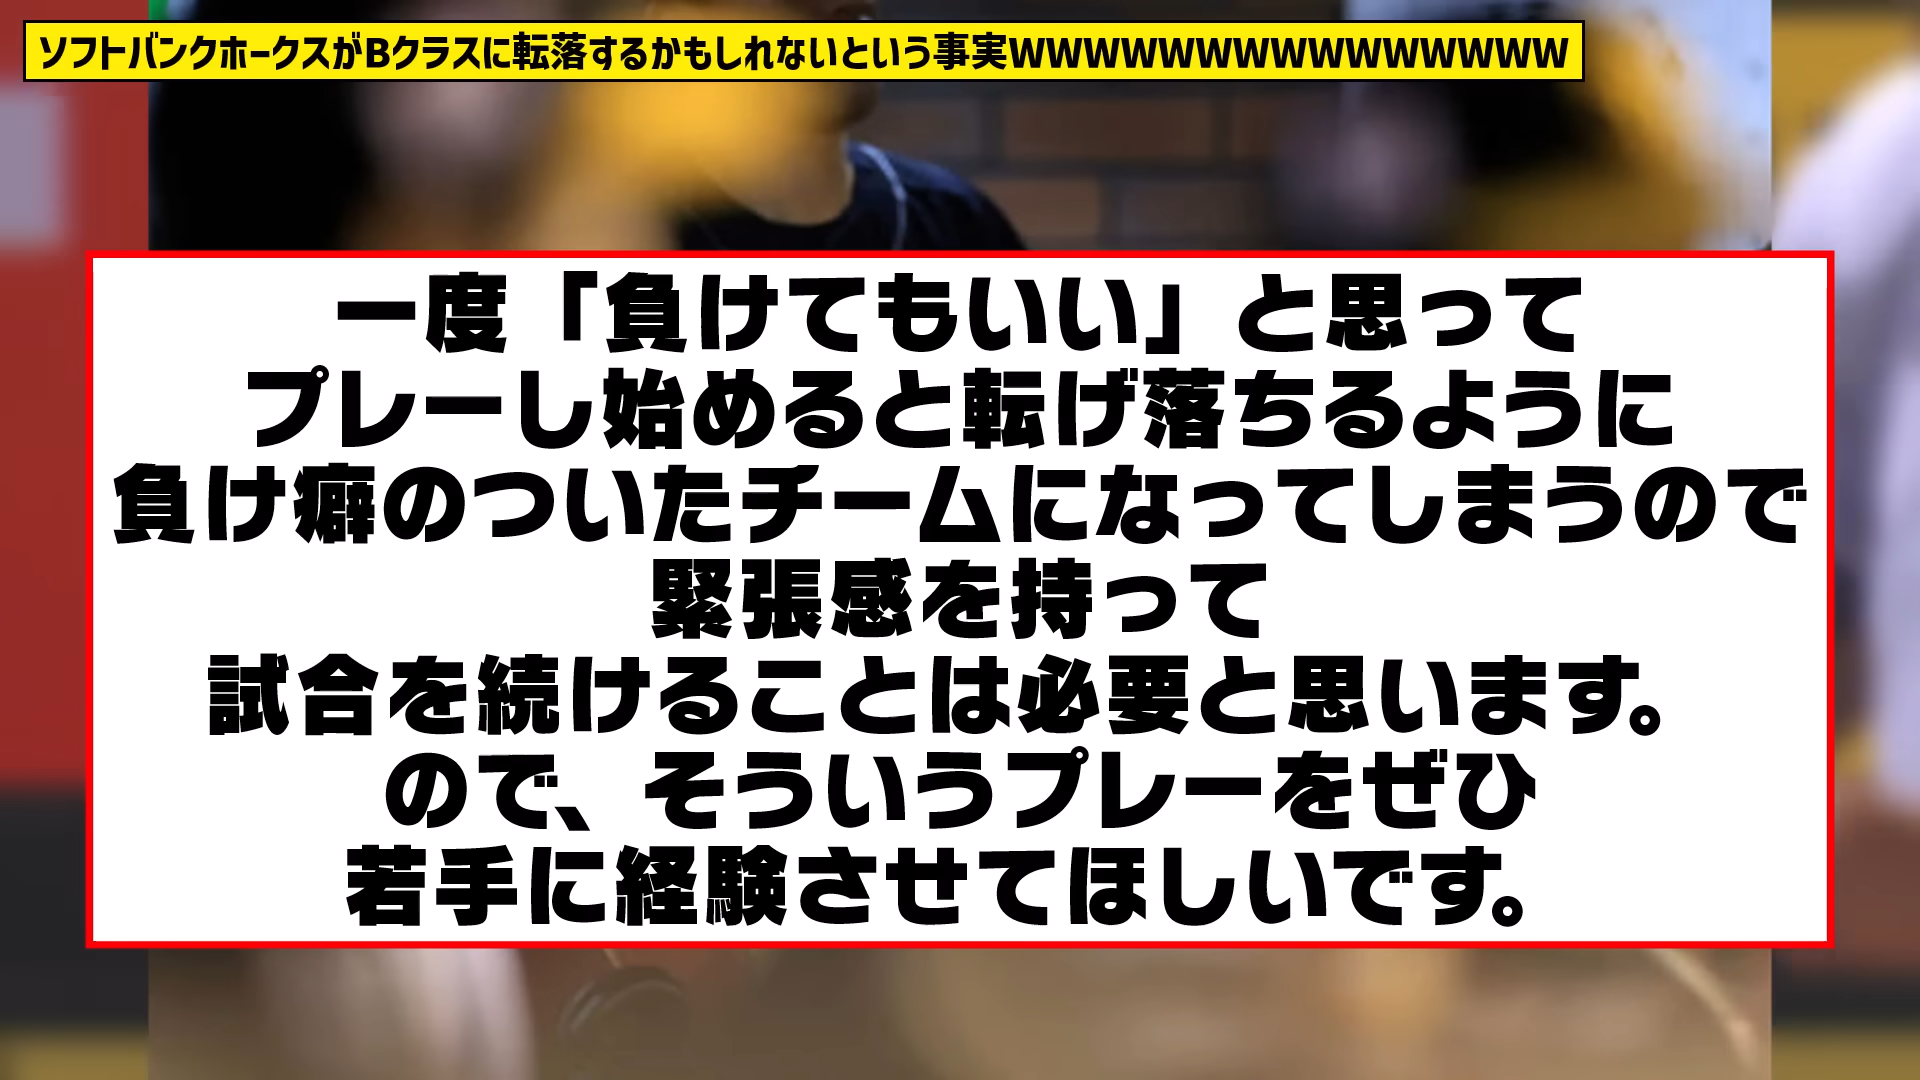 ソフトバンクホークスがBクラスに転落するかもしれないという事実WWWWWWWWWWWWWWW
一度「負けてもいい」と思って
プレーし始めると転げ落ちるように
負け癖のついたチームになってしまうので
緊張感を持って
試合を続けることは必要と思います。
ので、そういうプレーをぜひ
若手に経験させてほしいです。